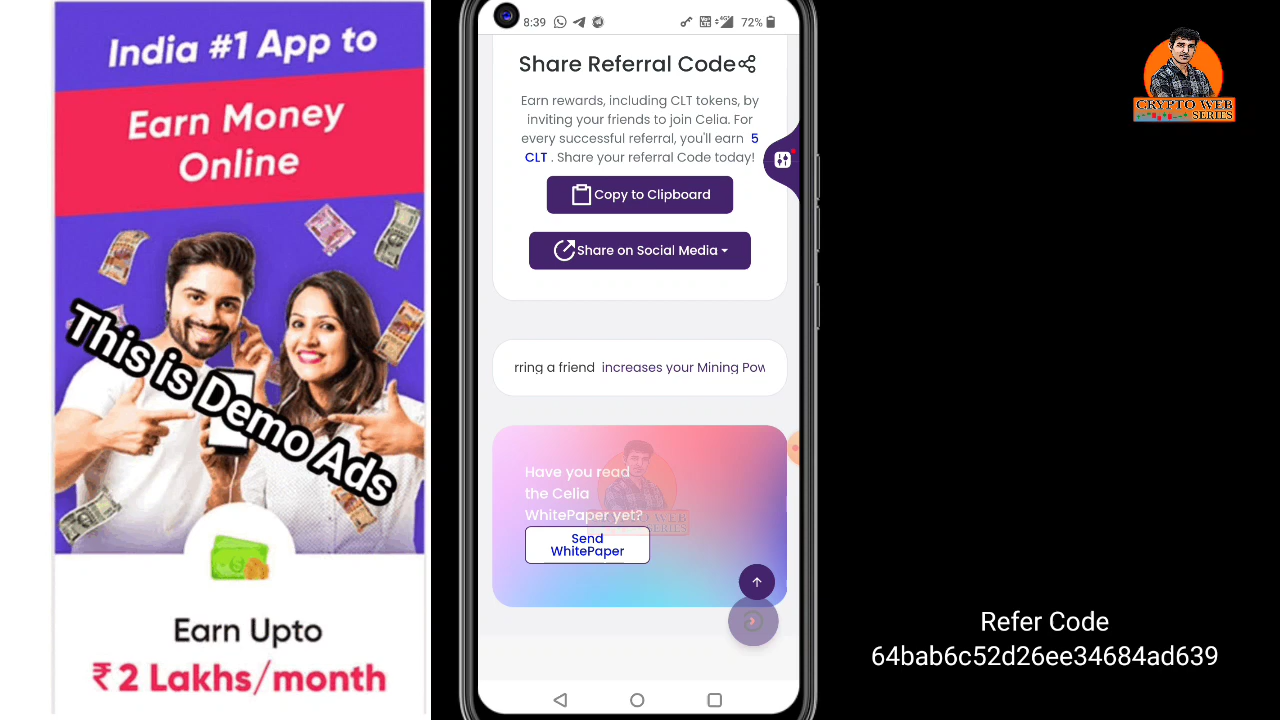 India #1 App to
Earn Money
Online
This is Demo Ads
Earn Upto
₹ 2 Lakhs/month
8:39
72%
Share Referral Code
Earn rewards, including CLT tokens, by
inviting your friends to join Celia. For
every successful referral, you'll earn 5
CLT . Share your referral Code today!
Copy to Clipboard
Share on Social Media
rring a friend increases your Mining Pow
Have you read
the Celia
WhitePaper yet?
Send
WhitePaper
CRYPTO WEB
SERIES
CRYPTO WEB
SERIES
Refer Code
64bab6c52d26ee34684ad639